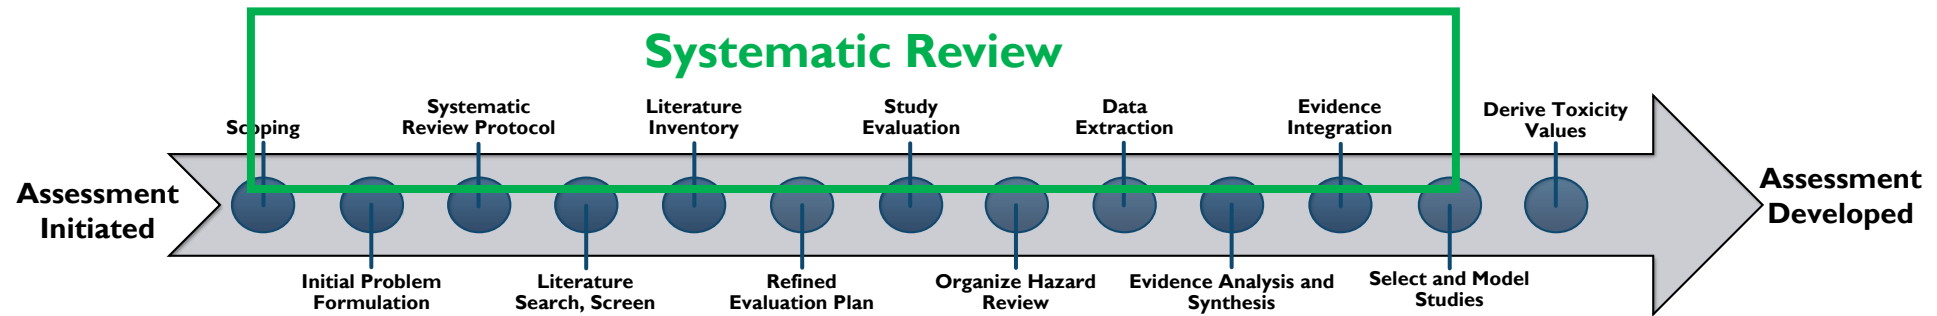 Systematic Review
Assessment
Initiated
Scoping
Initial Problem
Formulation
Systematic
Review Protocol
Literature
Search, Screen
Literature
Inventory
Refined
Evaluation Plan
Study
Evaluation
Organize Hazard
Review
Data
Extraction
Evidence Analysis and
Synthesis
Evidence
Integration
Select and Model
Studies
Derive Toxicity
Values
Assessment
Developed